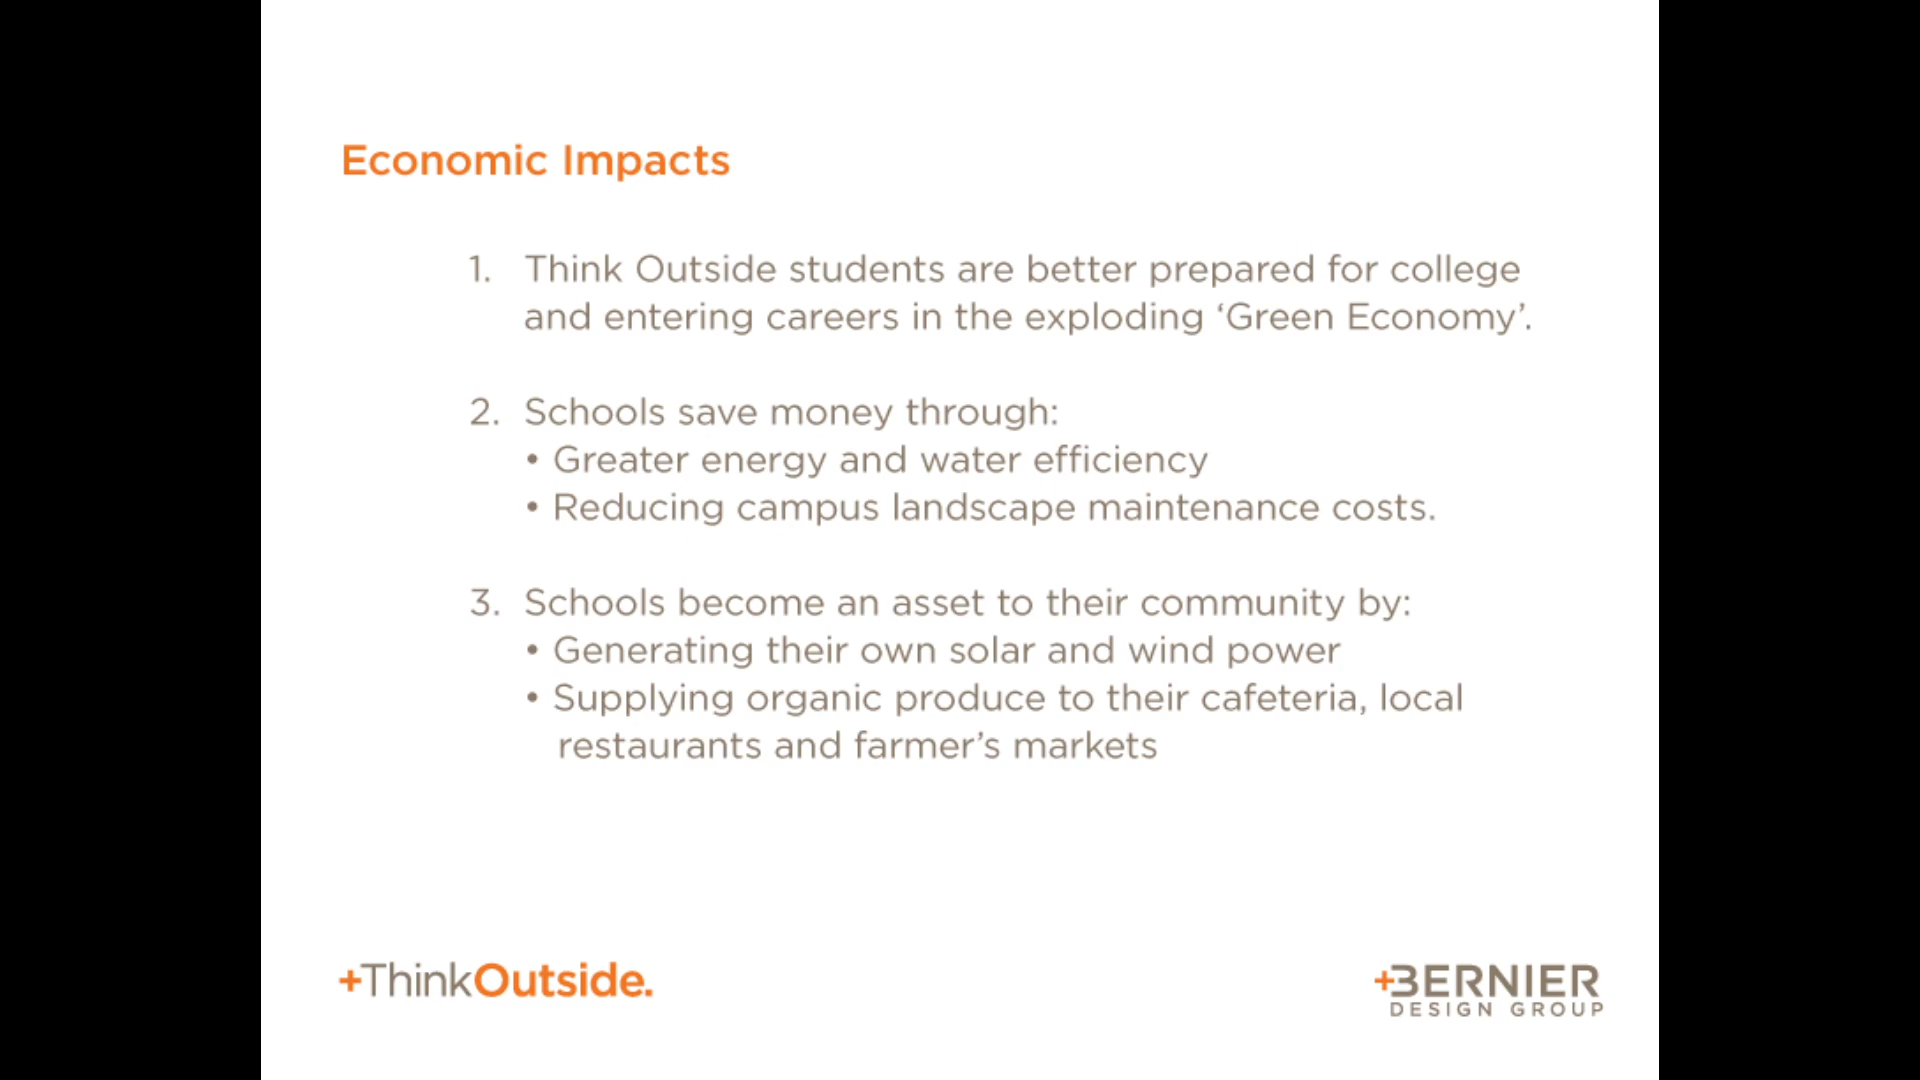 Economic Impacts
1. Think Outside students are better prepared for college
and entering careers in the exploding ‘Green Economy’.
2. Schools save money through:
• Greater energy and water efficiency
• Reducing campus landscape maintenance costs.
3. Schools become an asset to their community by:
• Generating their own solar and wind power
• Supplying organic produce to their cafeteria, local
restaurants and farmer’s markets
+ThinkOutside.
+BERNIER
DESIGN GROUP